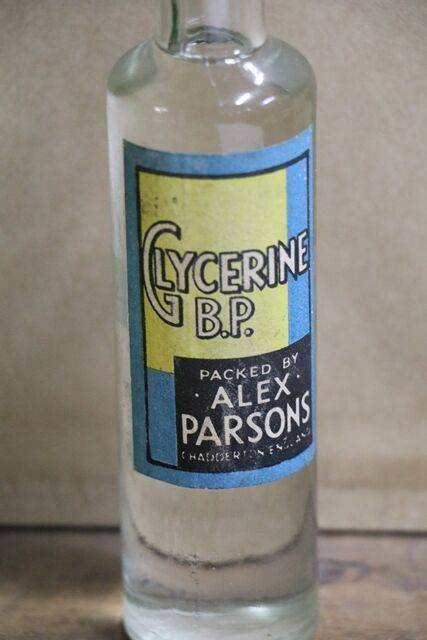 GLYCERINE
B.P.
PACKED BY
· ALEX ·
PARSONS
CHADDERTON ENGLAND